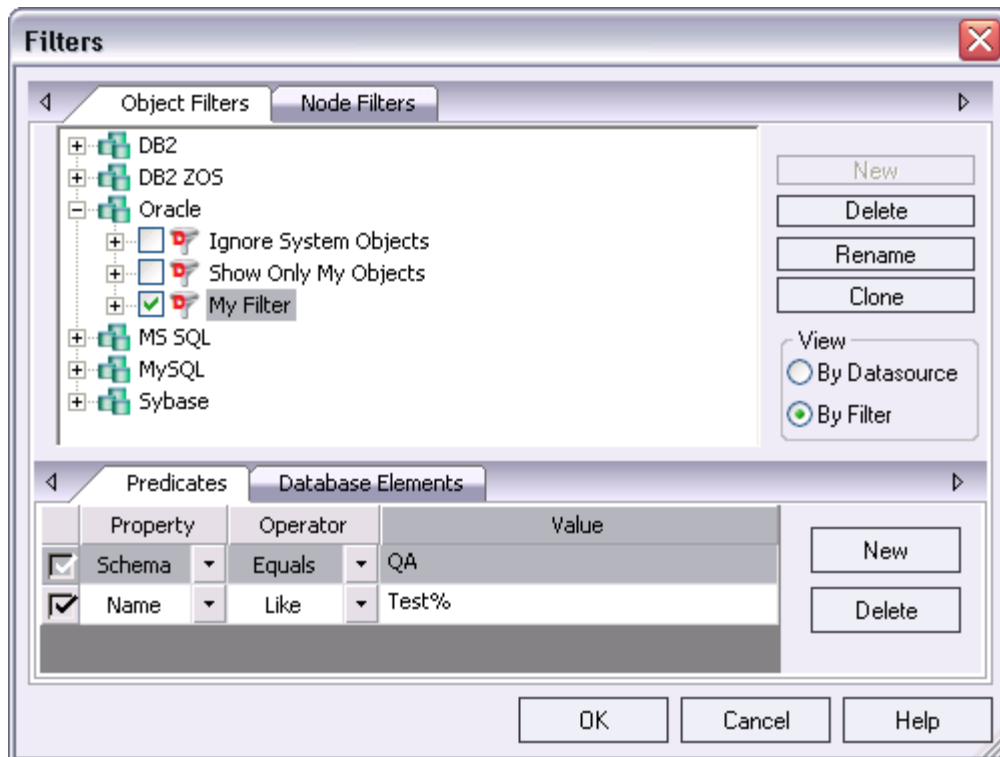 Filters
Object Filters Node Filters
DB2
DB2 ZOS
Oracle
Ignore System Objects
Show Only My Objects
My Filter
MS SQL
MySQL
Sybase
New
Delete
Rename
Clone
View
By Datasource
By Filter
Predicates Database Elements
Property Operator Value
Schema Equals QA
Name Like Test%
New
Delete
OK Cancel Help